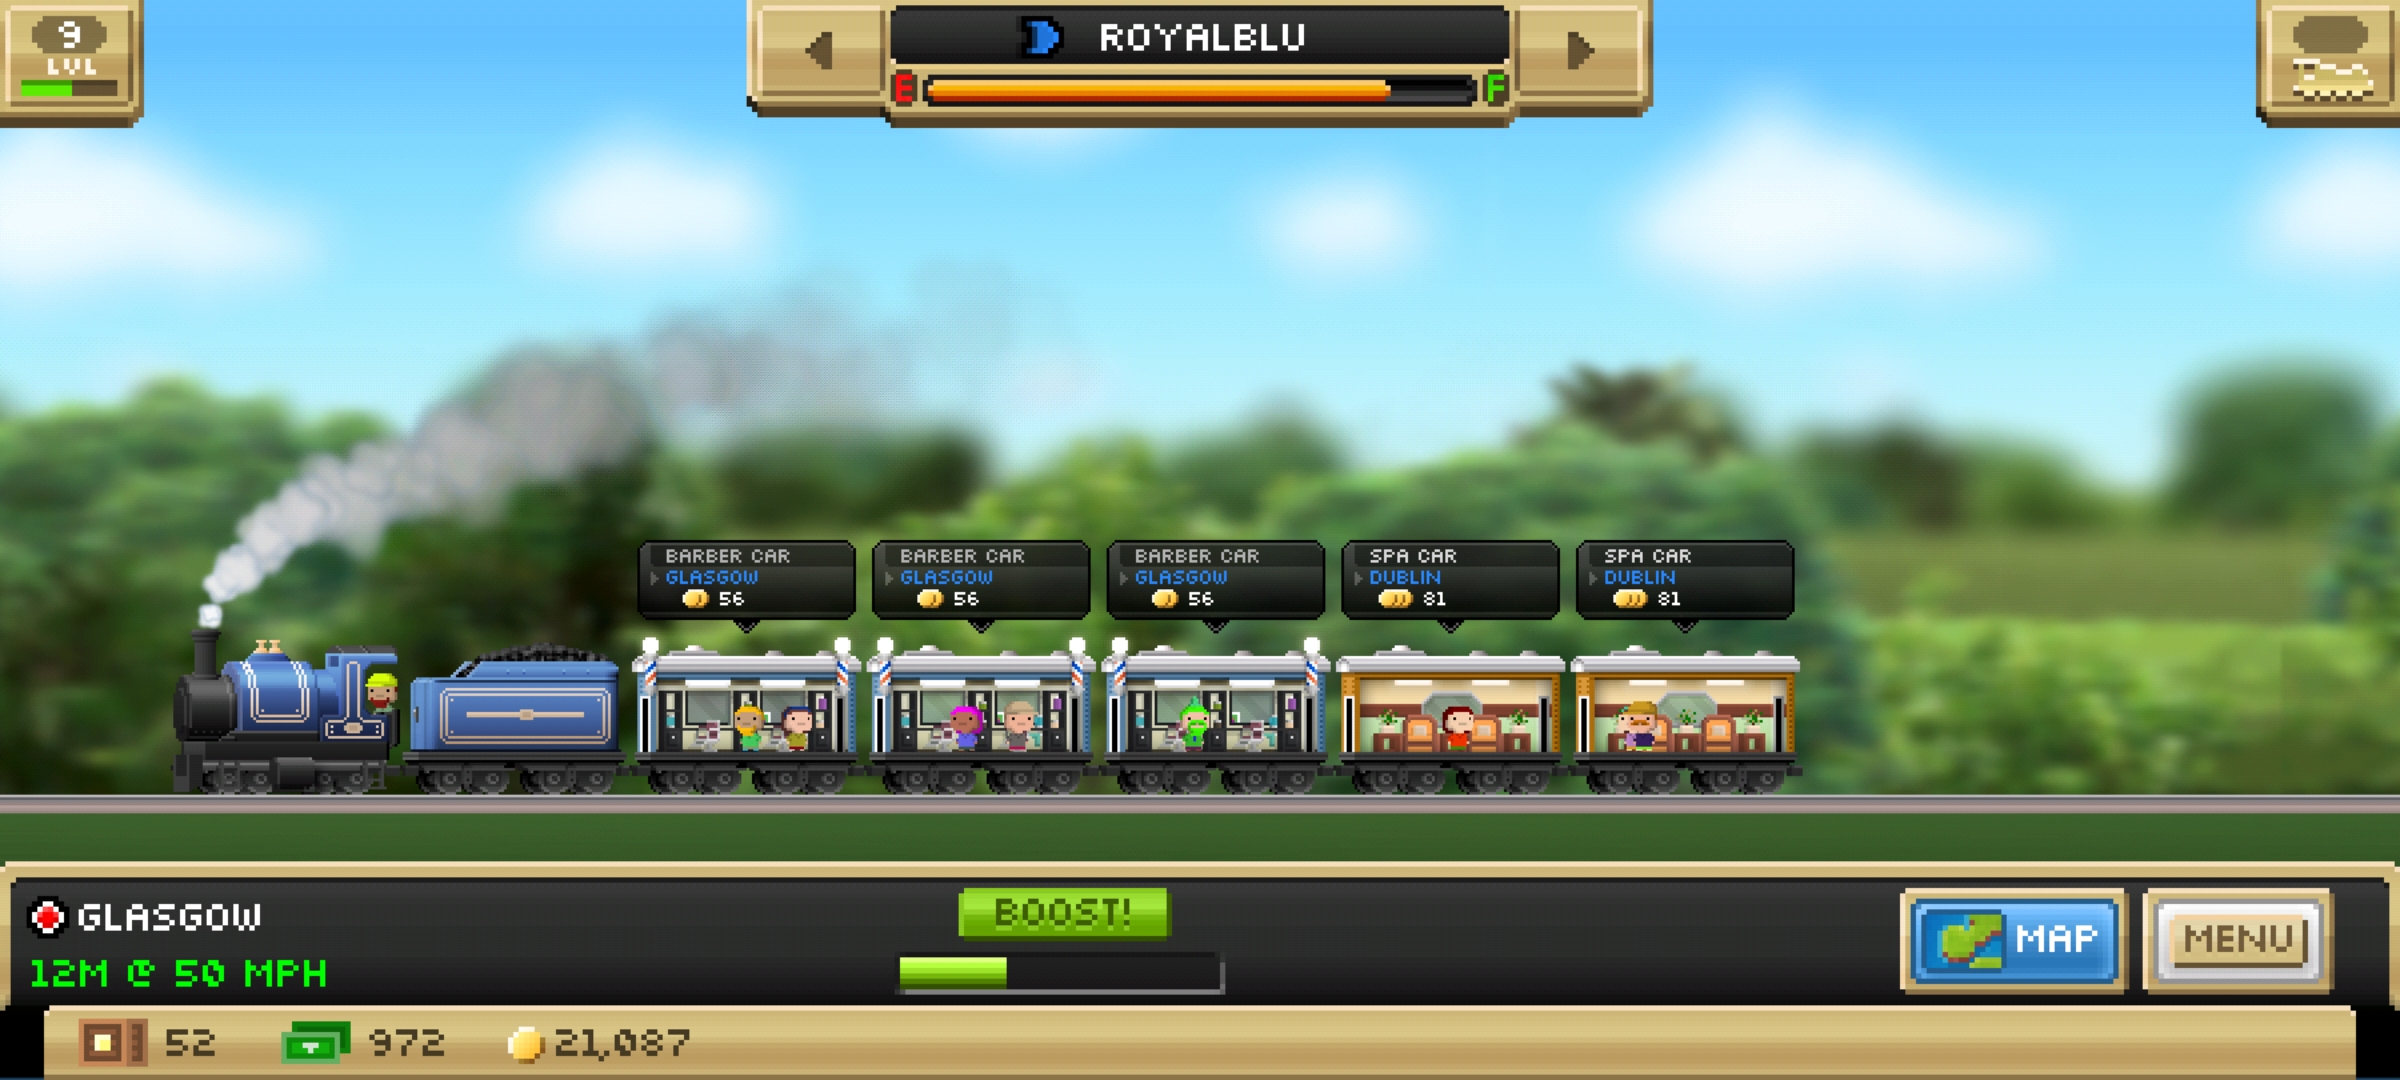 9
LVL
ROYALBLU
E F
BARBER CAR
GLASGOW
56
BARBER CAR
GLASGOW
56
BARBER CAR
GLASGOW
56
SPA CAR
DUBLIN
81
SPA CAR
DUBLIN
81
GLASGOW
12M @ 50 MPH
BOOST!
MAP
MENU
52
972
21,087